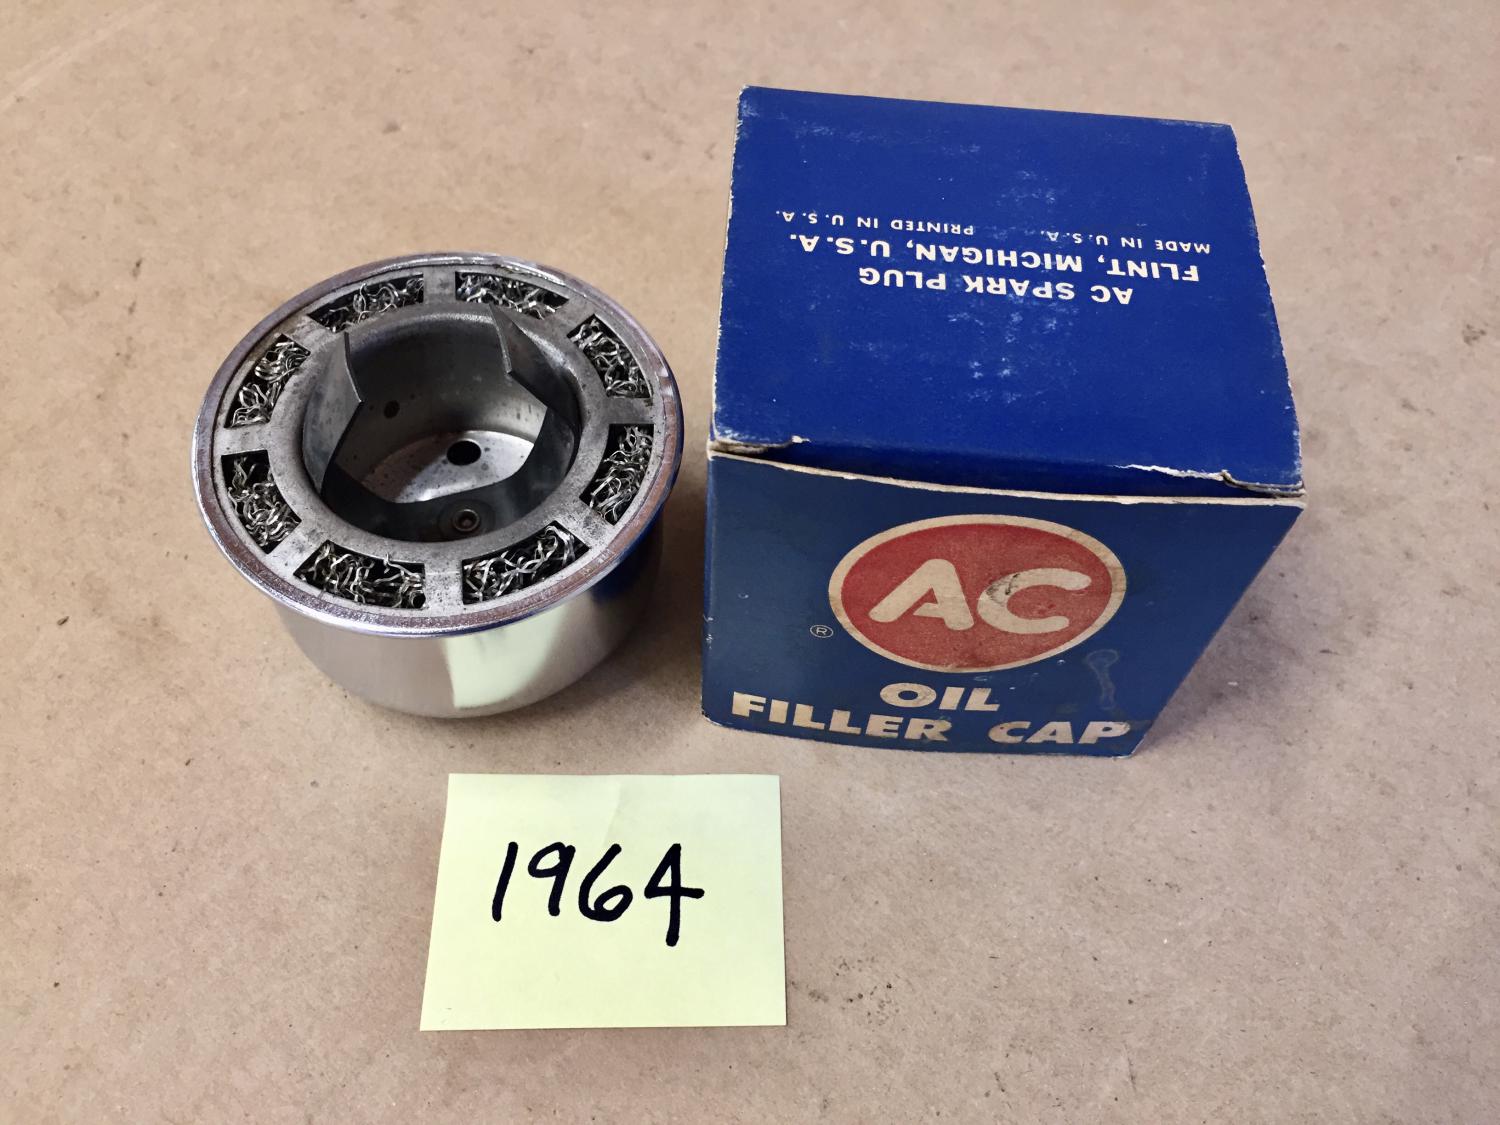 AC SPARK PLUG
FLINT, MICHIGAN, U.S.A.
MADE IN U.S.A. PRINTED IN U.S.A.
AC
®
OIL
FILLER CAP
1964